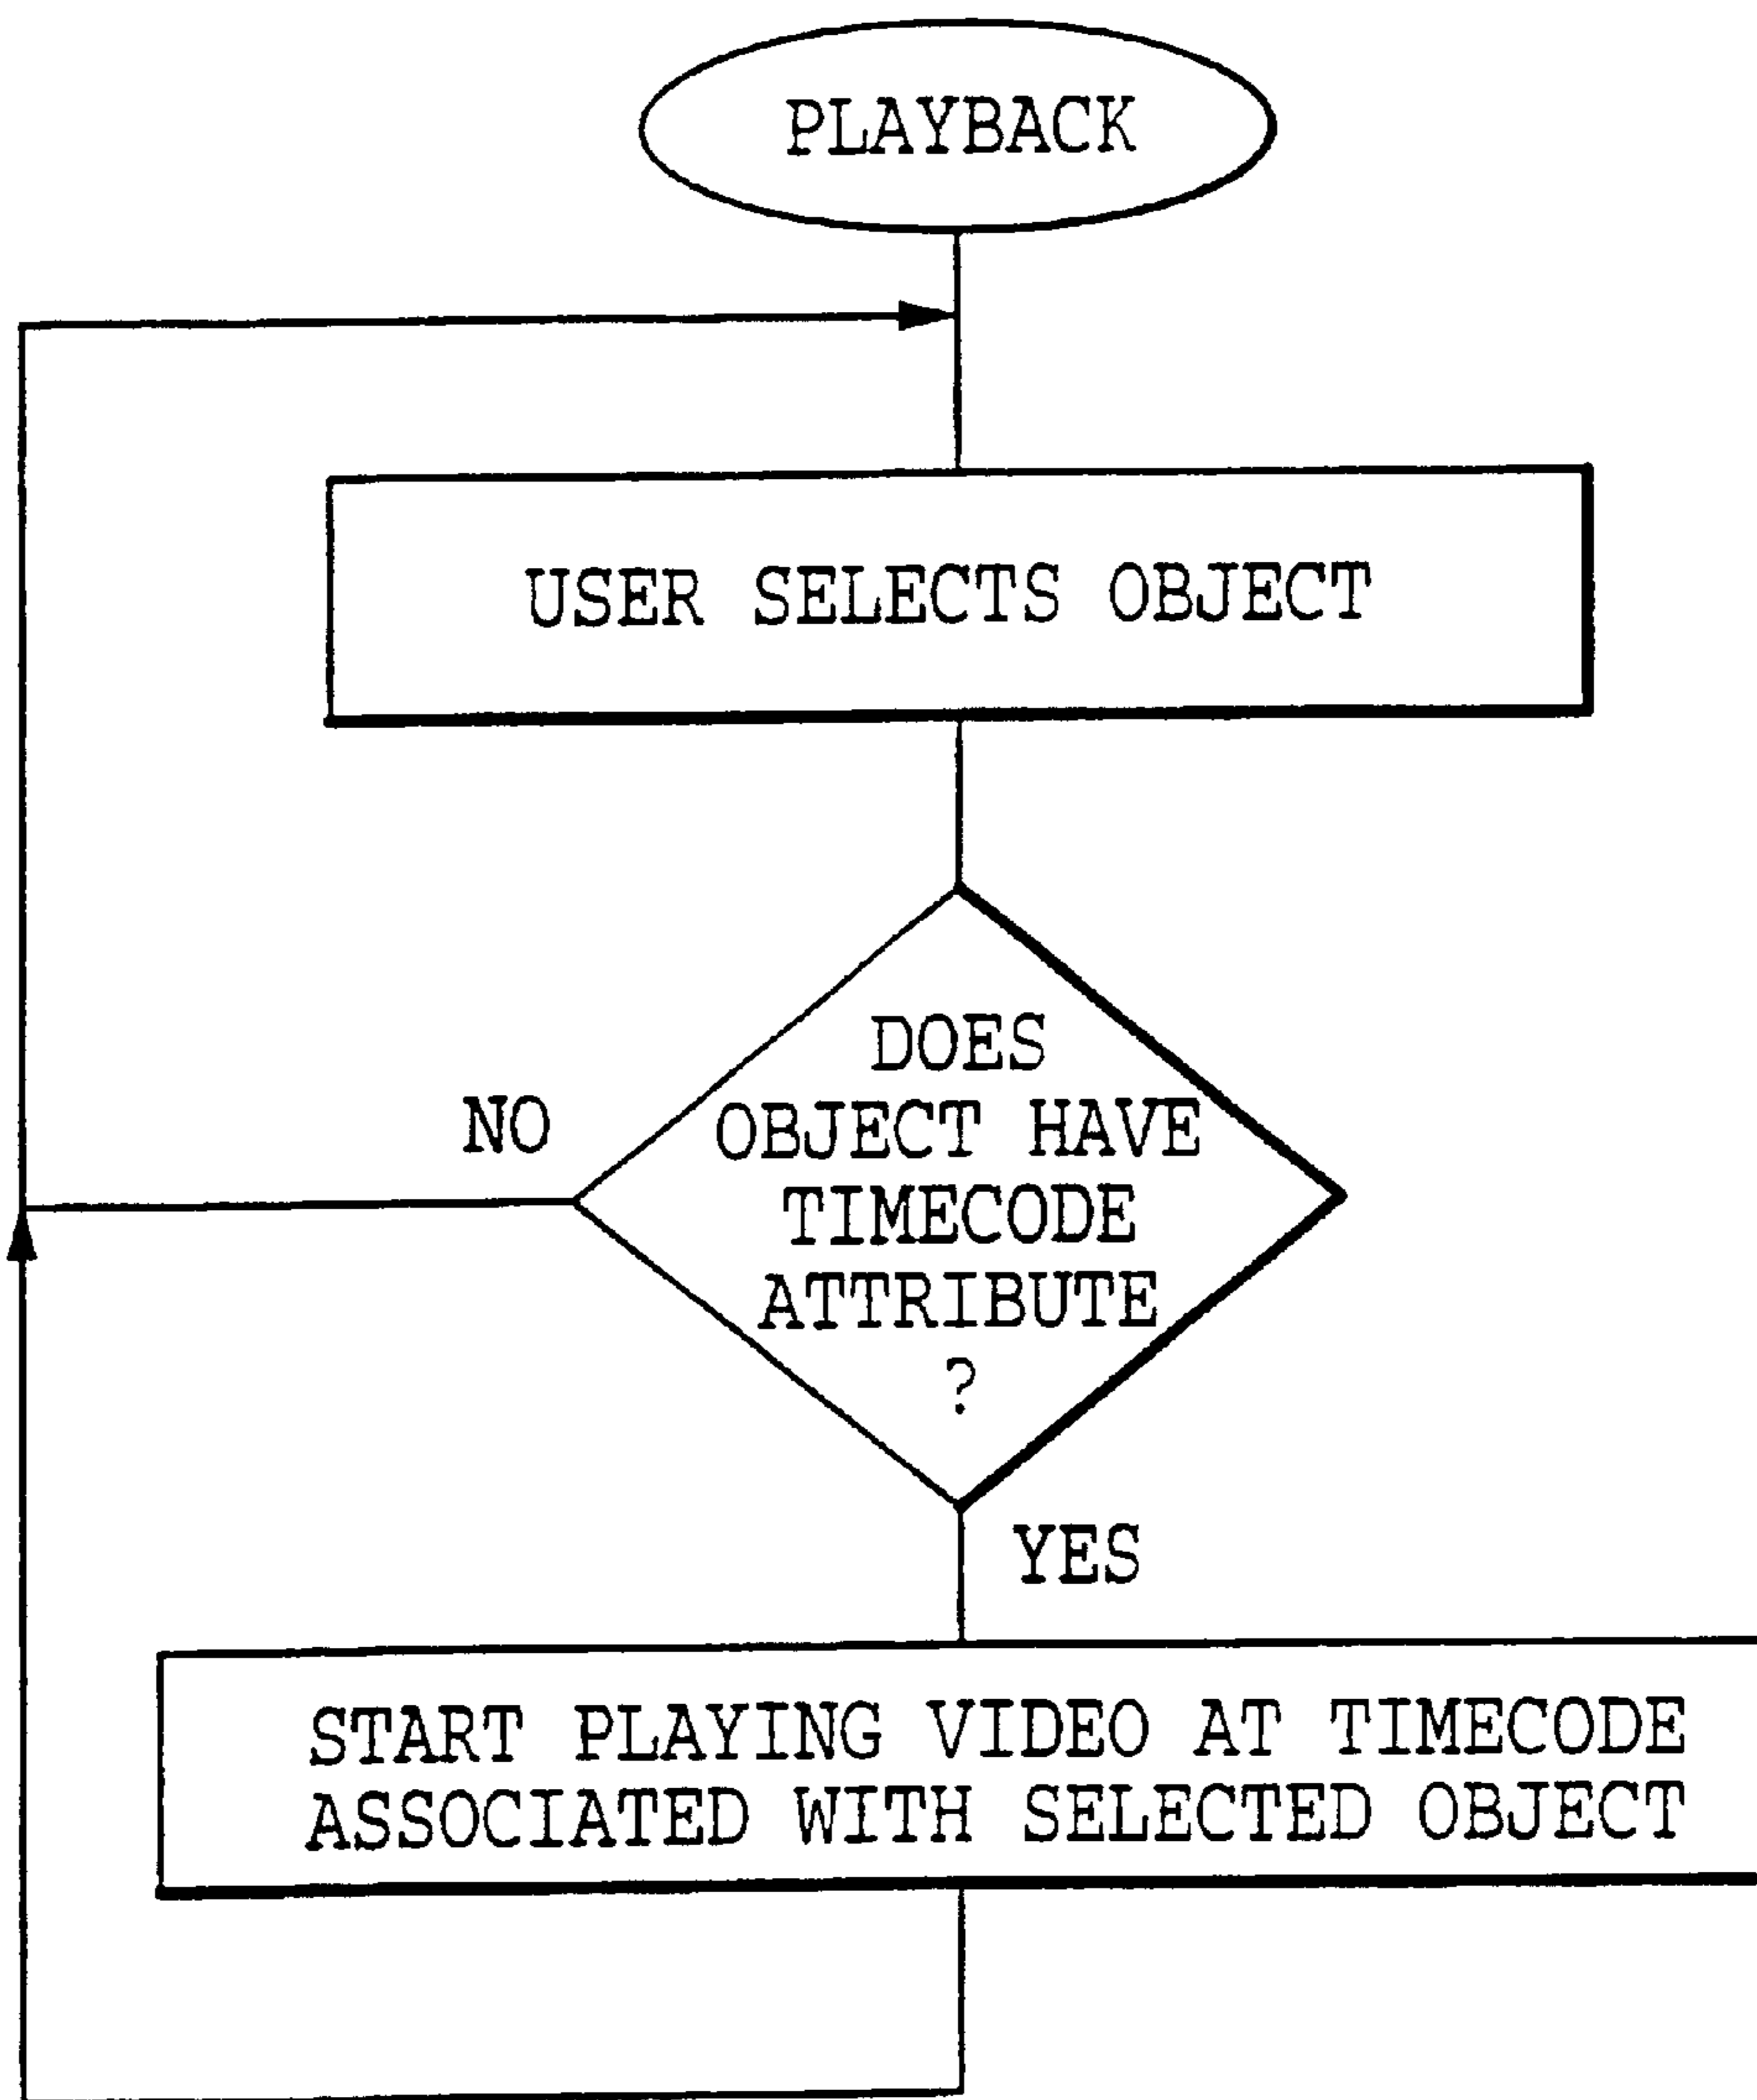 PLAYBACK
USER SELECTS OBJECT
DOES
OBJECT HAVE
TIMECODE
ATTRIBUTE
?
NO
YES
START PLAYING VIDEO AT TIMECODE
ASSOCIATED WITH SELECTED OBJECT